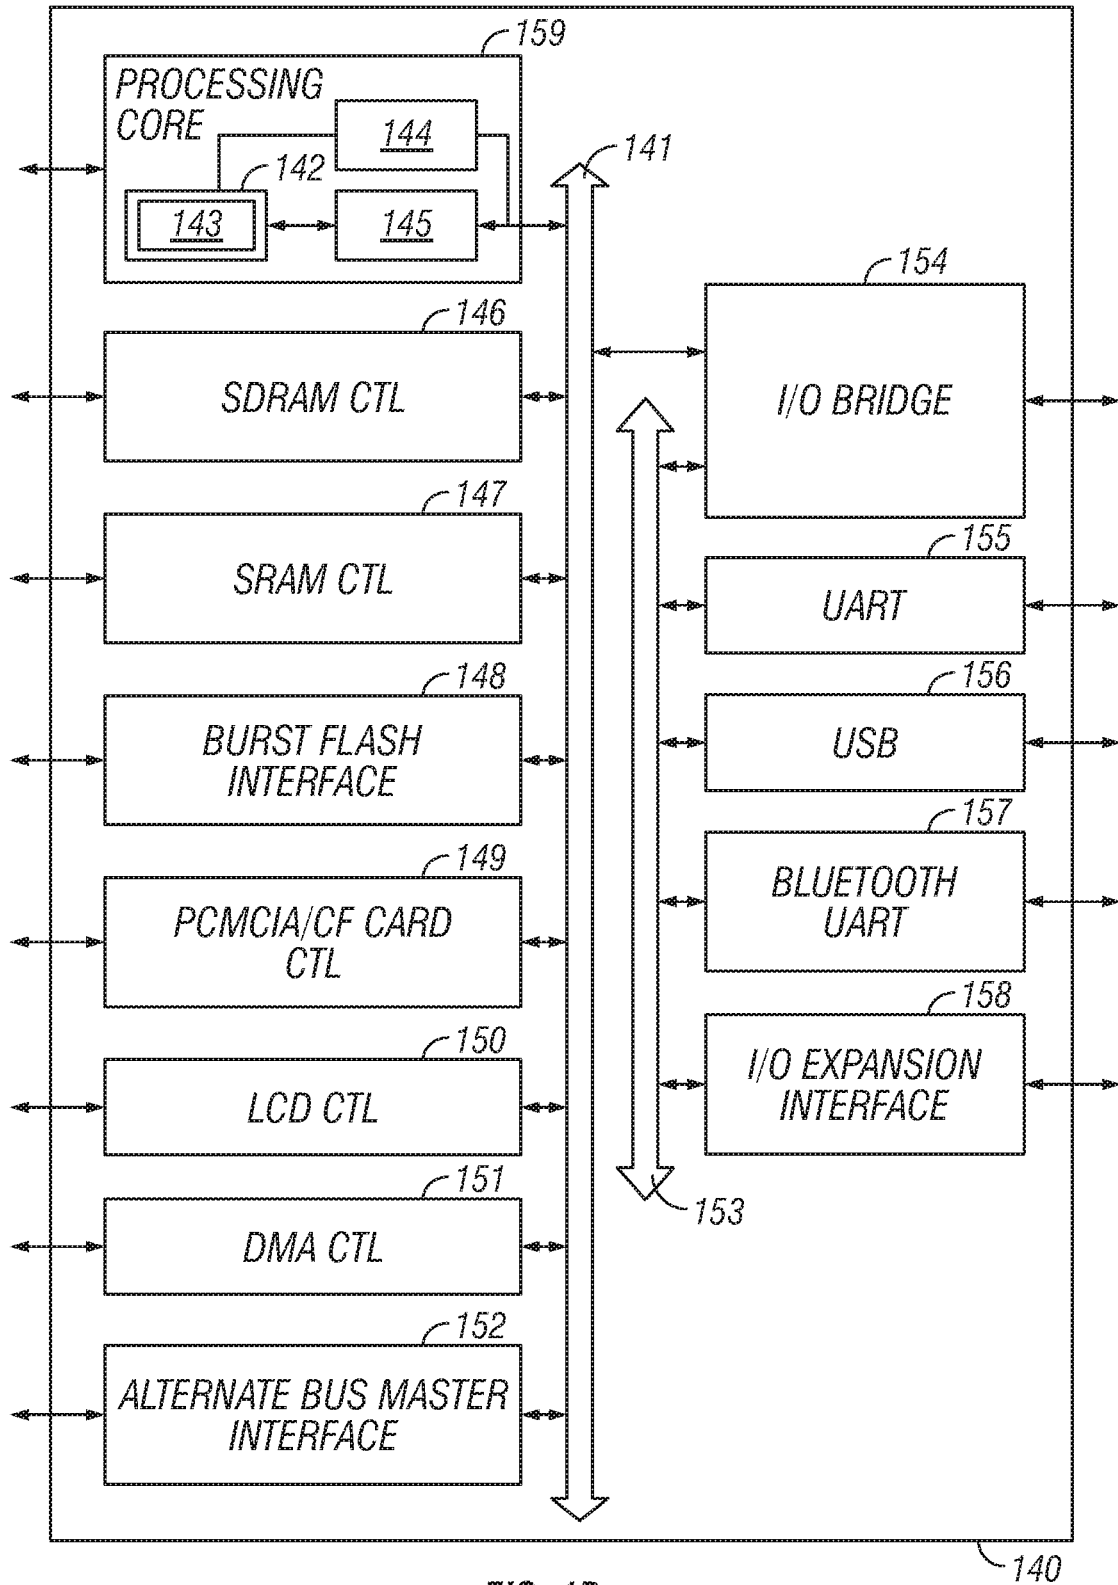 159
PROCESSING
CORE
144
142
143
145
141
154
I/O BRIDGE
146
SDRAM CTL
147
SRAM CTL
155
UART
148
BURST FLASH
INTERFACE
156
USB
149
PCMCIA/CF CARD
CTL
157
BLUETOOTH
UART
150
LCD CTL
158
I/O EXPANSION
INTERFACE
151
DMA CTL
153
152
ALTERNATE BUS MASTER
INTERFACE
140